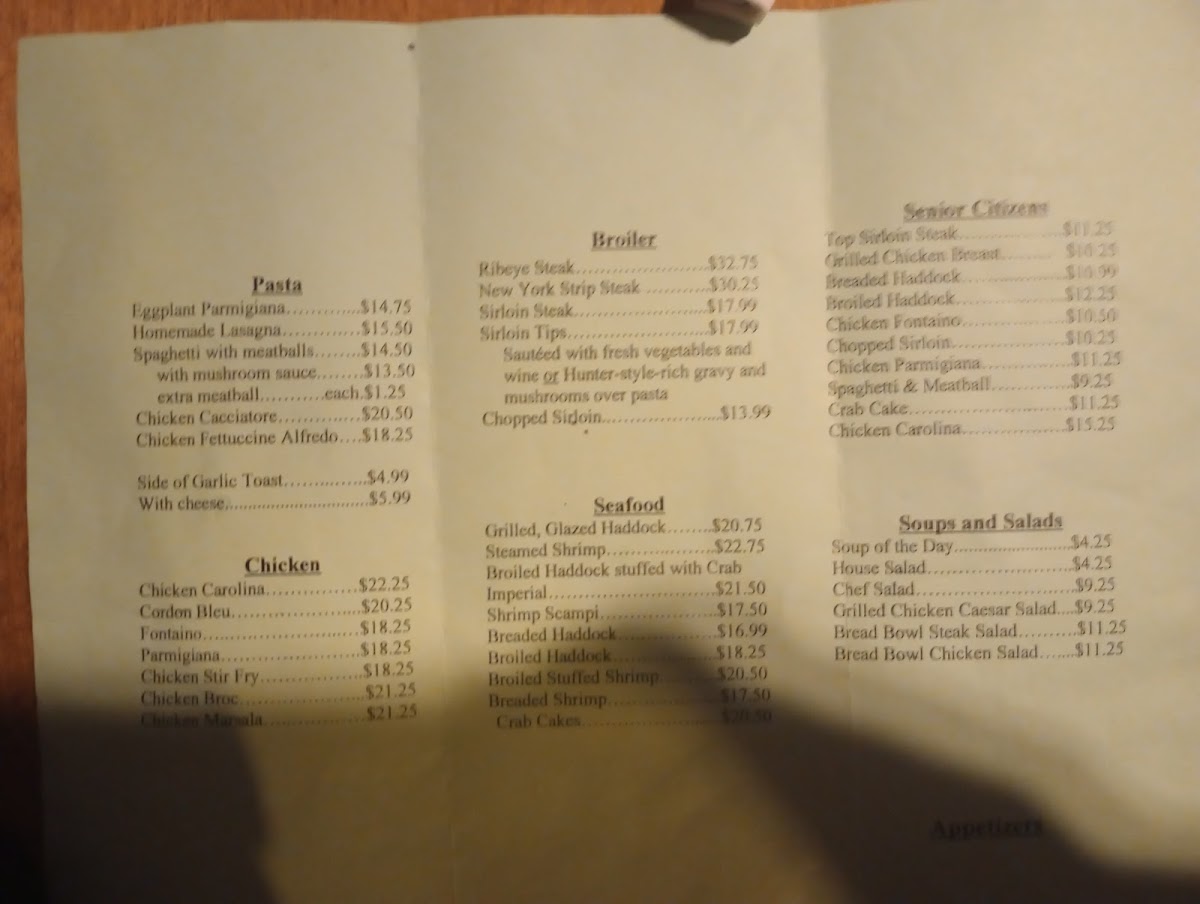 Pasta
Eggplant Parmigiana............$14.75
Homemade Lasagna............$15.50
Spaghetti with meatballs.......$14.50
with mushroom sauce.......$13.50
extra meatball...........each.$1.25
Chicken Cacciatore.............$20.50
Chicken Fettuccine Alfredo....$18.25
Side of Garlic Toast..............$4.99
With cheese...............................$5.99
Chicken
Chicken Carolina..............$22.25
Cordon Bleu....................$20.25
Fontaino.........................$18.25
Parmigiana......................$18.25
Chicken Stir Fry................$18.25
Chicken Broc...................$21.25
Chicken Marsala................$21.25
Broiler
Ribeye Steak.......................$32.75
New York Strip Steak ..........$30.25
Sirloin Steak.......................$17.99
Sirloin Tips........................$17.99
Sautéed with fresh vegetables and
wine or Hunter-style-rich gravy and
mushrooms over pasta
Chopped Sirloin....................$13.99
Seafood
Grilled, Glazed Haddock.......$20.75
Steamed Shrimp..................$22.75
Broiled Haddock stuffed with Crab
Imperial............................$21.50
Shrimp Scampi...................$17.50
Breaded Haddock................$16.99
Broiled Haddock.................$18.25
Broiled Stuffed Shrimp.........$20.50
Breaded Shrimp..................$17.50
Crab Cakes......................$20.50
Senior Citizens
Top Sirloin Steak.................$11.25
Grilled Chicken Breast......... $10.25
Breaded Haddock.................$10.99
Broiled Haddock..................$12.25
Chicken Fontaino.................$10.50
Chopped Sirloin...................$10.25
Chicken Parmigiana..............$11.25
Spaghetti & Meatball.............$9.25
Crab Cake..........................$11.25
Chicken Carolina..................$15.25
Soups and Salads
Soup of the Day..........................$4.25
House Salad.........................$4.25
Chef Salad...........................$9.25
Grilled Chicken Caesar Salad....$9.25
Bread Bowl Steak Salad..........$11.25
Bread Bowl Chicken Salad.......$11.25
Appetizers